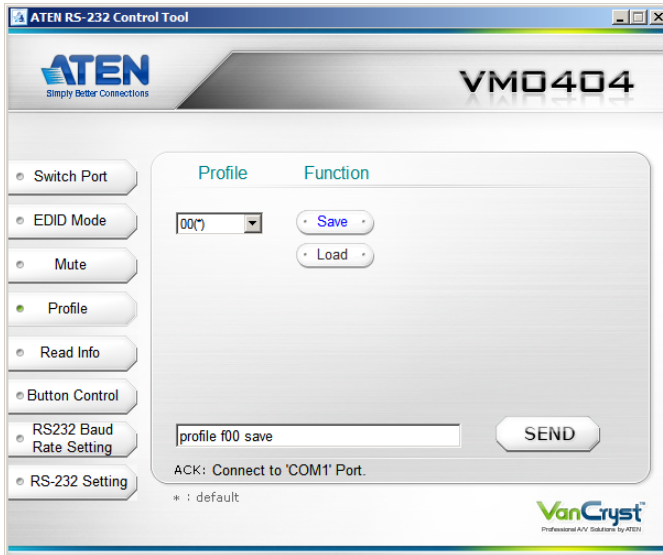 ATEN RS-232 Control Tool
ATEN
Simply Better Connections
VM0404
Switch Port
EDID Mode
Mute
Profile
Read Info
Button Control
RS232 Baud
Rate Setting
RS-232 Setting
Profile Function
00(*)
Save
Load
profile f00 save
SEND
ACK: Connect to 'COM1' Port.
* : default
VanCryst™
Professional A/V Solutions by ATEN